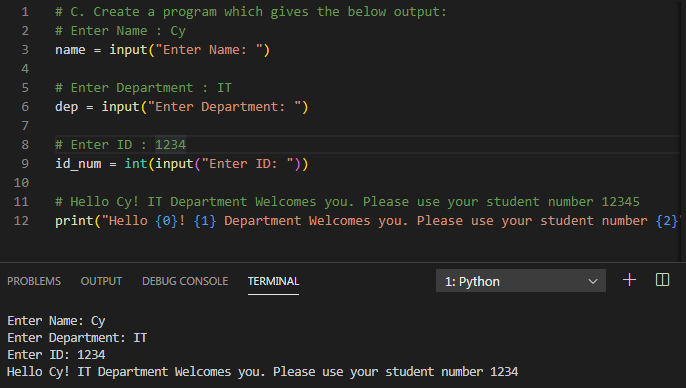 1 # C. Create a program which gives the below output:
2 # Enter Name : Cy
3 name = input("Enter Name: ")
4
5 # Enter Department : IT
6 dep = input("Enter Department: ")
7
8 # Enter ID : 1234
9 id_num = int(input("Enter ID: "))
10
11 # Hello Cy! IT Department Welcomes you. Please use your student number 12345
12 print("Hello {0}! {1} Department Welcomes you. Please use your student number {2}"
PROBLEMS OUTPUT DEBUG CONSOLE TERMINAL 1: Python
Enter Name: Cy
Enter Department: IT
Enter ID: 1234
Hello Cy! IT Department Welcomes you. Please use your student number 1234